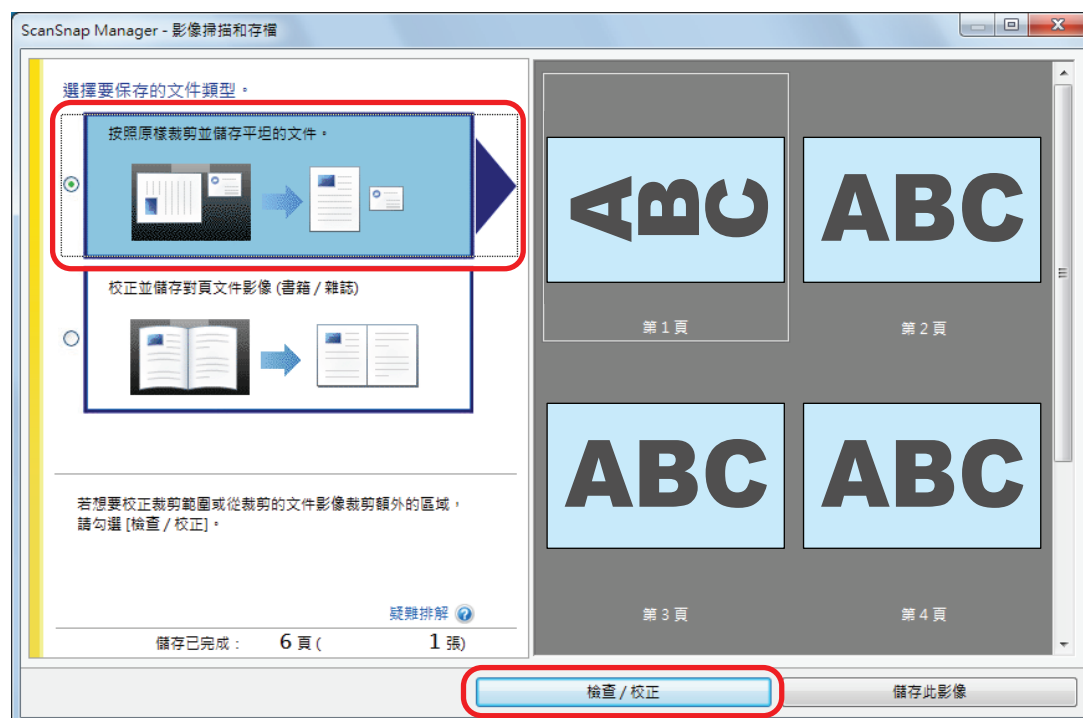 ScanSnap Manager - 影像掃描和存檔
選擇要保存的文件類型。
按照原樣裁剪並儲存平坦的文件。
校正並儲存對頁文件影像 (書籍 / 雜誌)
若想要校正裁剪範圍或從裁剪的文件影像裁剪額外的區域，
請勾選 [檢查 / 校正]。
疑難排解
儲存已完成： 6 頁 ( 1 張)
ABC
ABC
第 1 頁
第 2 頁
ABC
ABC
第 3 頁
第 4 頁
檢查 / 校正
儲存此影像